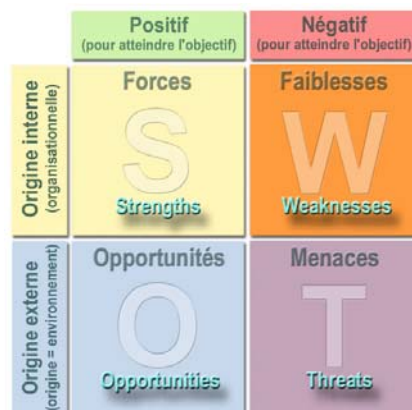 Positif
(pour atteindre l'objectif)
Négatif
(pour atteindre l'objectif)
Origine interne
(organisationnelle)
Forces
S
Strengths
Faiblesses
W
Weaknesses
Origine externe
(origine = environnement)
Opportunités
O
Opportunities
Menaces
T
Threats